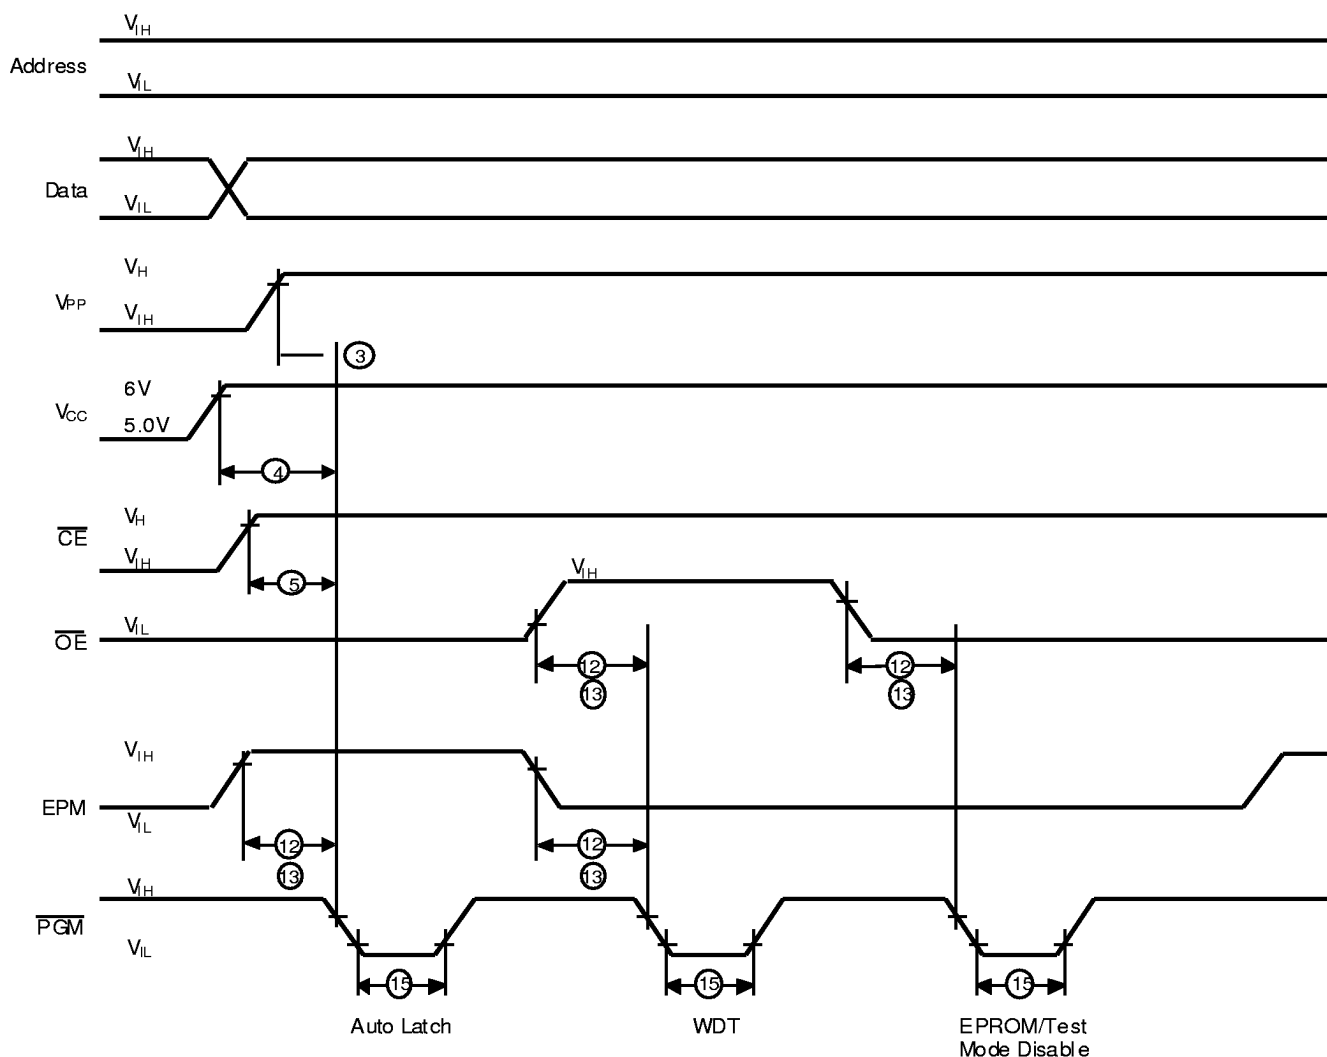 VIH
Address
VIL
VIH
Data
VIL
VH
VPP
VIH
3
6V
VCC
5.0V
4
VH
CE
VIH
5
VIH
VIL
OE
12
12
13
13
VIH
EPM
VIL
12
12
13
13
VIH
PGM
VIL
15
15
15
Auto Latch
WDT
EPROM/Test
Mode Disable